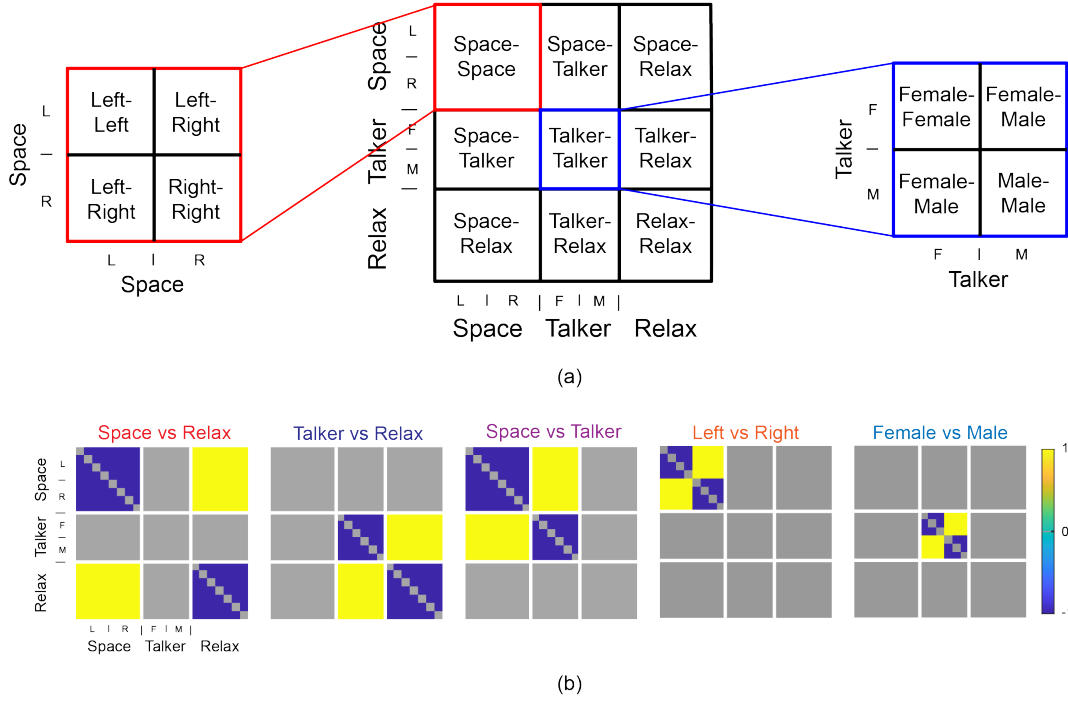 Space
L
R
Left-
Left
Left-
Right
Left-
Right
Right-
Right
L
R
Space
Space
L
R
Talker
F
M
Relax
Space-
Space
Space-
Talker
Space-
Relax
Space-
Talker
Talker-
Talker
Talker-
Relax
Space-
Relax
Talker-
Relax
Relax-
Relax
L | R | F | M |
Space Talker Relax
Talker
F
M
Female-
Female
Female-
Male
Female-
Male
Male-
Male
F
M
Talker
(a)
Space vs Relax
Talker vs Relax
Space vs Talker
Left vs Right
Female vs Male
Space
L
R
Talker
F
M
Relax
L | R | F | M |
Space Talker Relax
1
0
(b)